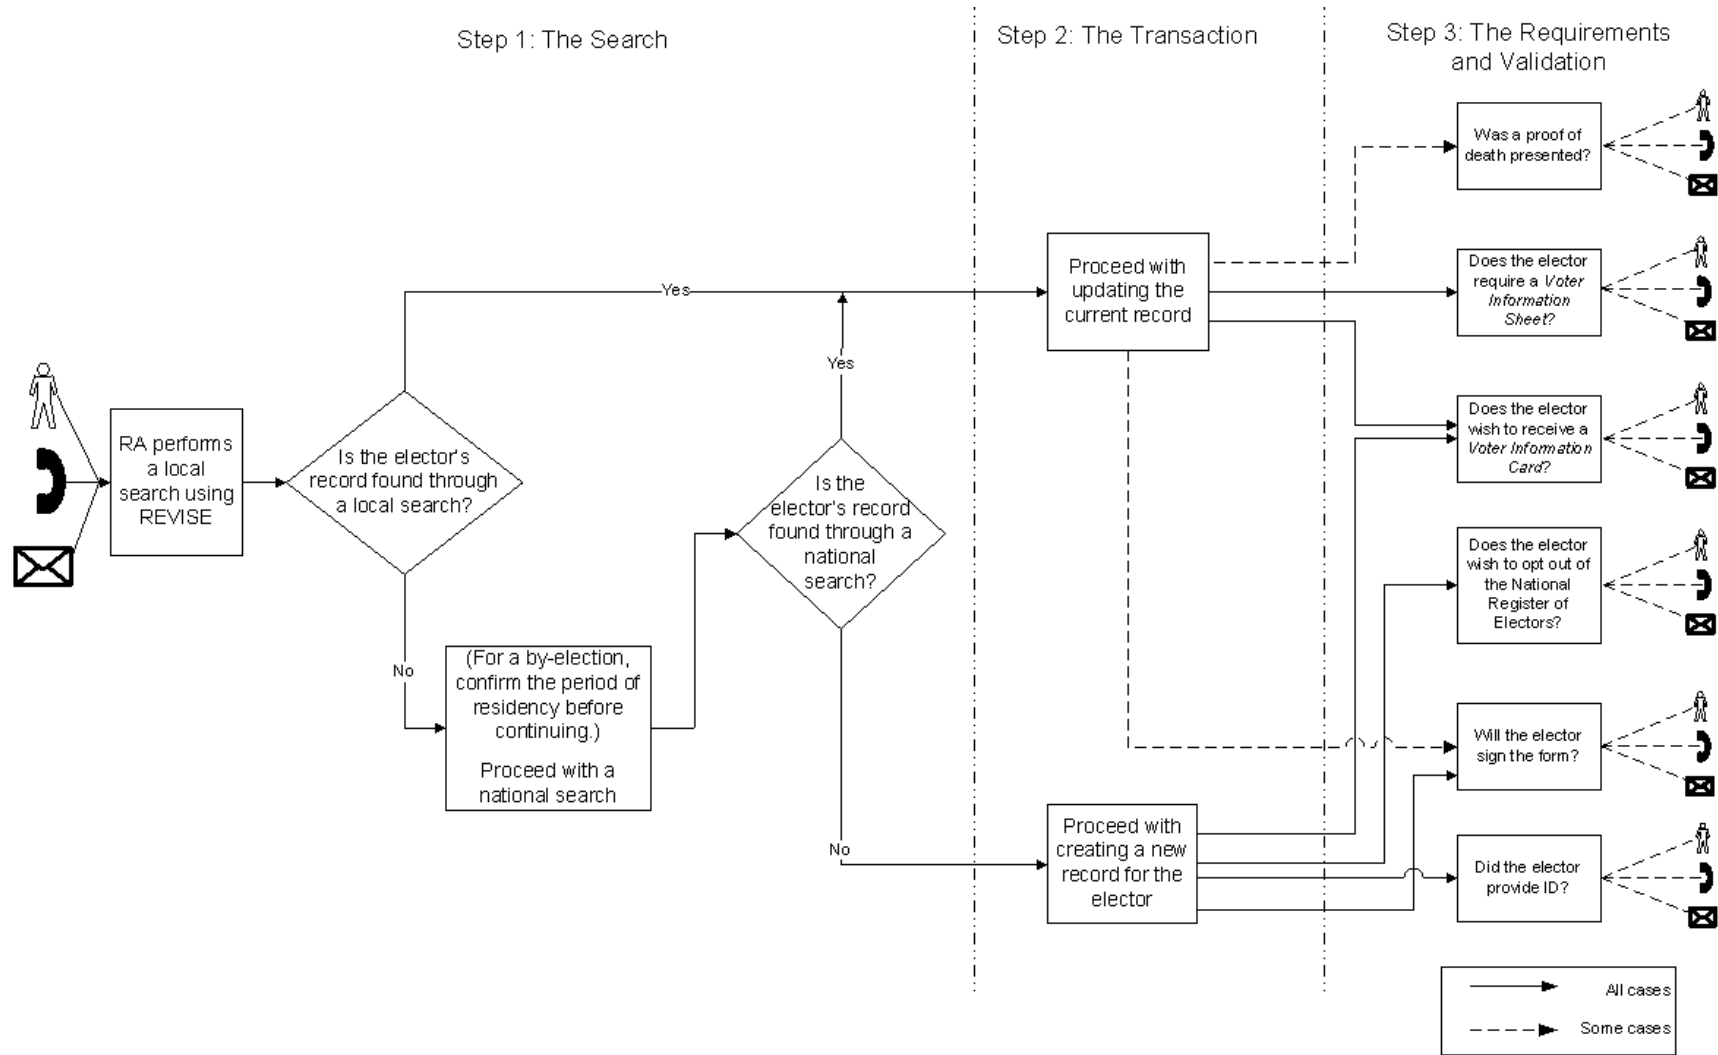 Step 1: The Search
Step 2: The Transaction
Step 3: The Requirements
and Validation
RA performs
a local
search using
REVISE
Is the elector's
record found through
a local search?
Yes
No
(For a by-election,
confirm the period of
residency before
continuing.)
Proceed with a
national search
Is the
elector's record
found through a
national
search?
Yes
No
Proceed with
updating the
current record
Proceed with
creating a new
record for the
elector
Was a proof of
death presented?
Does the elector
require a Voter
Information
Sheet?
Does the elector
wish to receive a
Voter Information
Card?
Does the elector
wish to opt out of
the National
Register of
Electors?
Will the elector
sign the form?
Did the elector
provide ID?
All cases
Some cases